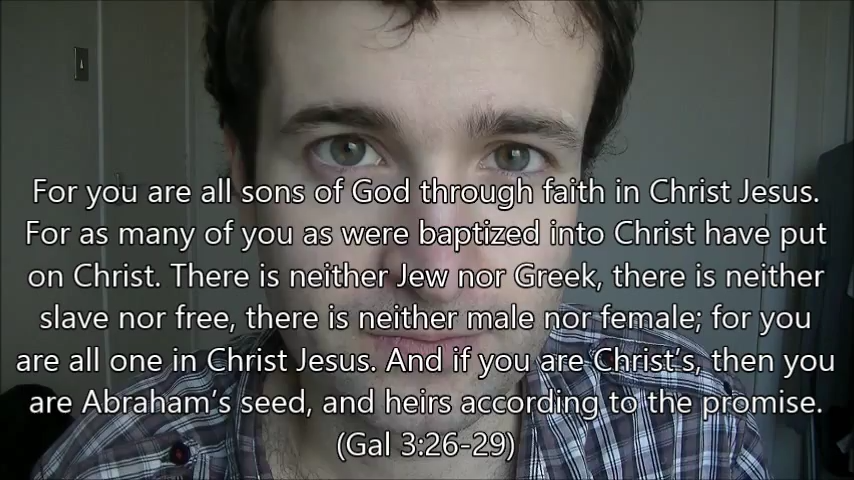 For you are all sons of God through faith in Christ Jesus.
For as many of you as were baptized into Christ have put
on Christ. There is neither Jew nor Greek, there is neither
slave nor free, there is neither male nor female; for you
are all one in Christ Jesus. And if you are Christ's, then you
are Abraham's seed, and heirs according to the promise.
(Gal 3:26-29)